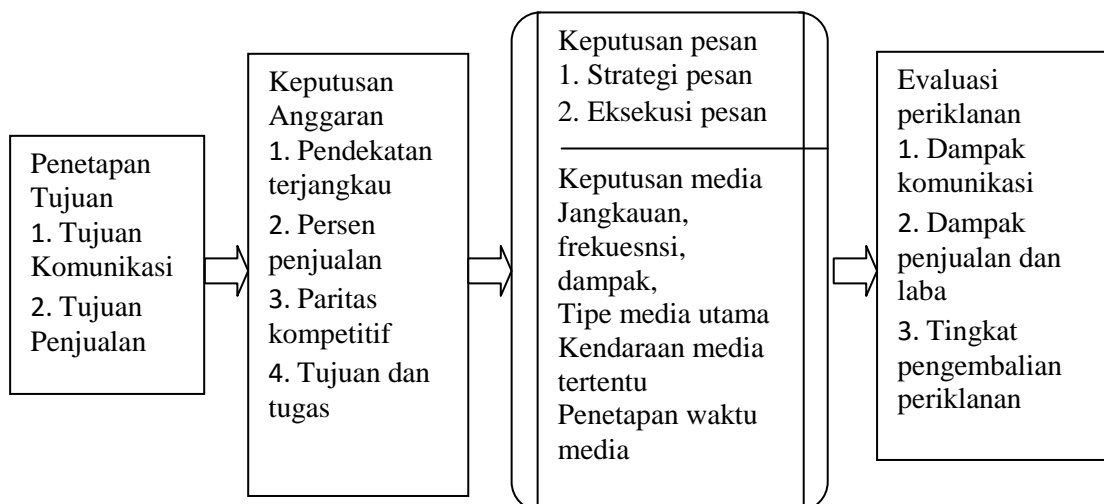 Penetapan
Tujuan
1. Tujuan
Komunikasi
2. Tujuan
Penjualan
Keputusan
Anggaran
1. Pendekatan
terjangkau
2. Persen
penjualan
3. Paritas
kompetitif
4. Tujuan dan
tugas
Keputusan pesan
1. Strategi pesan
2. Eksekusi pesan
Keputusan media
Jangkauan,
frekuesnsi,
dampak,
Tipe media utama
Kendaraan media
tertentu
Penetapan waktu
media
Evaluasi
periklanan
1. Dampak
komunikasi
2. Dampak
penjualan dan
laba
3. Tingkat
pengembalian
periklanan